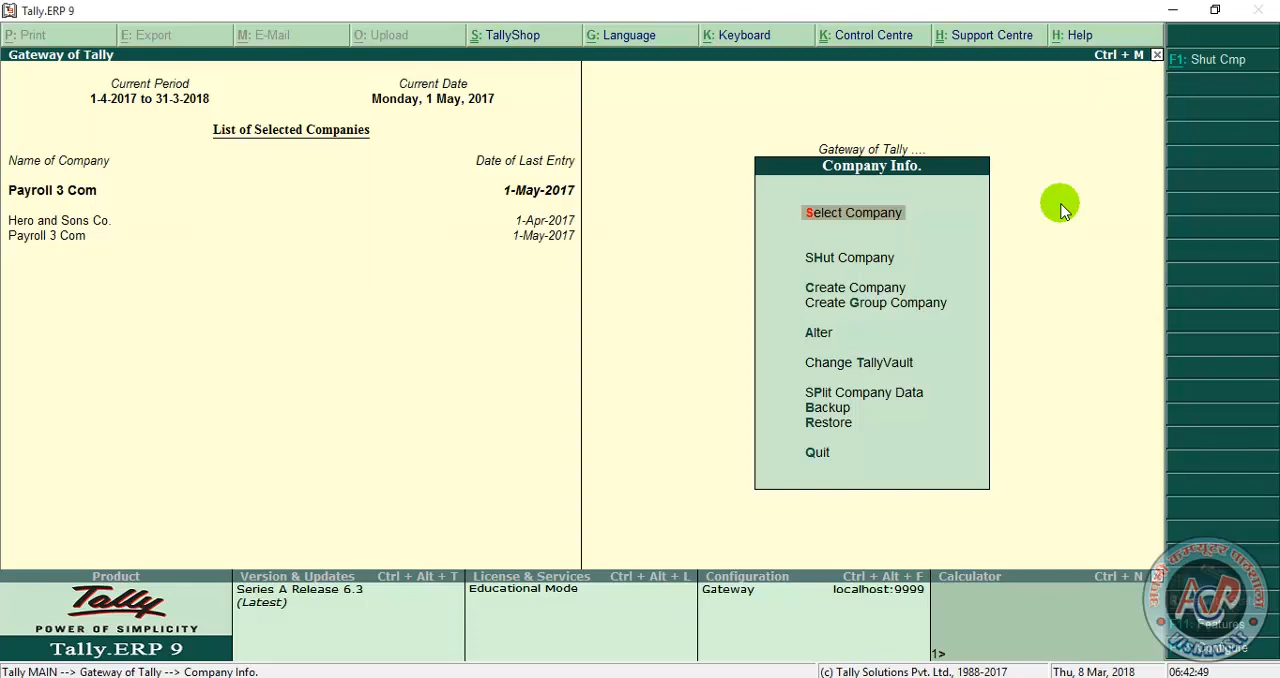 Tally.ERP 9
P: Print
E: Export
M: E-Mail
O: Upload
S: TallyShop
G: Language
K: Keyboard
K: Control Centre
H: Support Centre
H: Help
Gateway of Tally
Ctrl + M
F1: Shut Cmp
Current Period
1-4-2017 to 31-3-2018
Current Date
Monday, 1 May, 2017
List of Selected Companies
Name of Company
Date of Last Entry
Payroll 3 Com
1-May-2017
Hero and Sons Co.
1-Apr-2017
Payroll 3 Com
1-May-2017
Gateway of Tally ....
Company Info.
Select Company
SHut Company
Create Company
Create Group Company
Alter
Change TallyVault
SPlit Company Data
Backup
Restore
Quit
Product
Tally
POWER OF SIMPLICITY
Tally.ERP 9
Version & Updates
Ctrl + Alt + T
Series A Release 6.3
(Latest)
License & Services
Ctrl + Alt + L
Educational Mode
Configuration
Ctrl + Alt + F
Gateway
localhost:9999
Calculator
Ctrl + N
1>
ACP
Features
Tally MAIN --> Gateway of Tally --> Company Info.
(c) Tally Solutions Pvt. Ltd., 1988-2017
Thu, 8 Mar, 2018
06:42:49